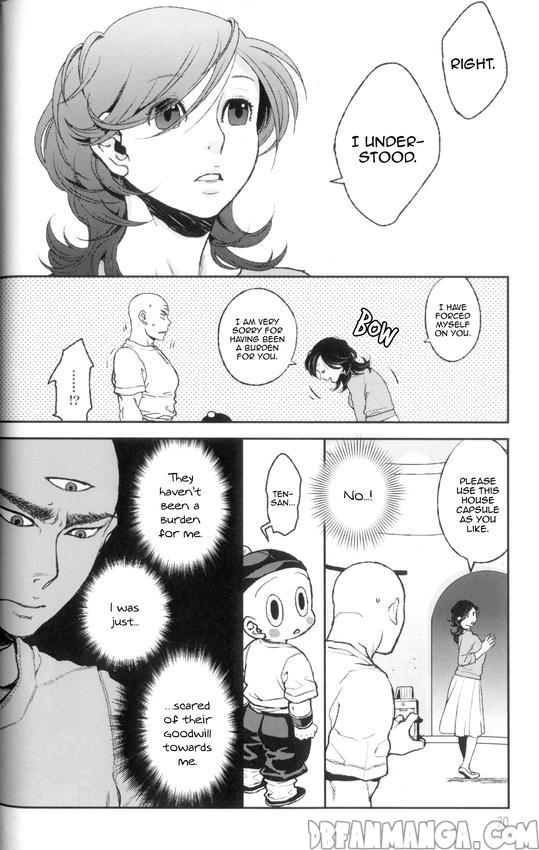 RIGHT.
I UNDER-
STOOD.
I HAVE
FORCED
MYSELF
ON YOU.
BOW
I AM VERY
SORRY FOR
HAVING BEEN
A BURDEN
FOR YOU.
......
!?
PLEASE
USE THIS
HOUSE
CAPSULE
AS YOU
LIKE.
No...!
TEN-
SAN...
They
haven't
been a
burden
for me.
I was
just...
...scared
of their
goodwill
towards
me.
20
DBFANMANGA.COM